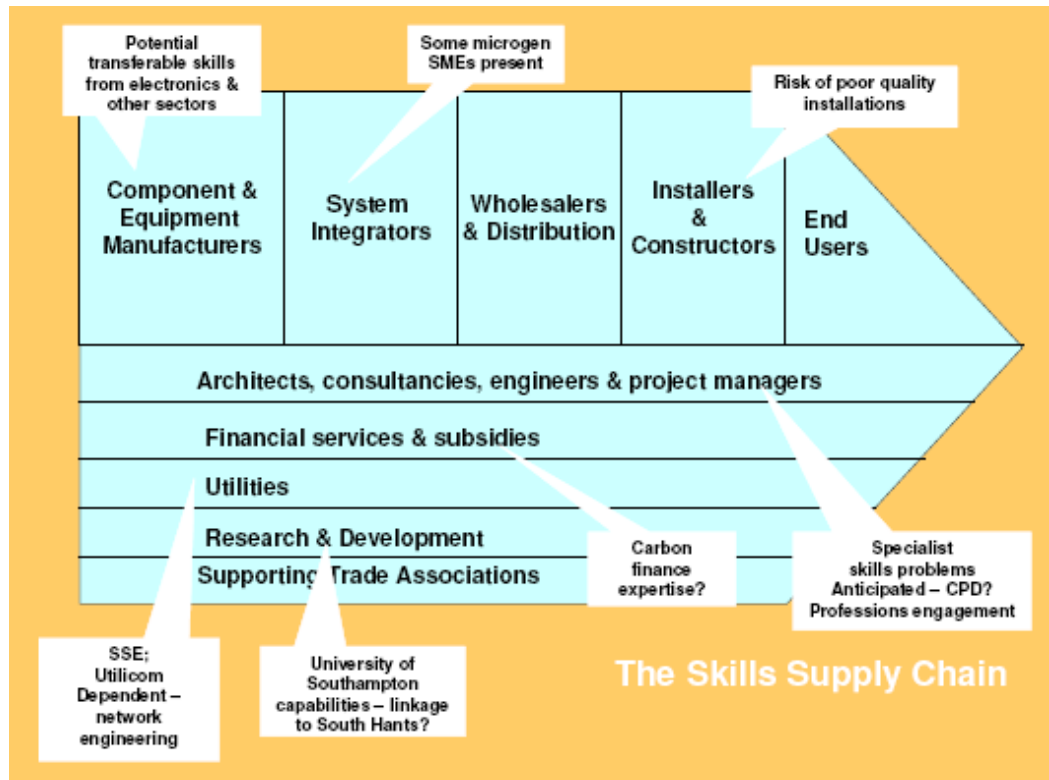 Potential
transferable skills
from electronics &
other sectors
Some microgen
SMEs present
Risk of poor quality
installations
Component &
Equipment
Manufacturers
System
Integrators
Wholesalers
& Distribution
Installers
&
Constructors
End
Users
Architects, consultancies, engineers & project managers
Financial services & subsidies
Utilities
Research & Development
Supporting Trade Associations
Carbon
finance
expertise?
Specialist
skills problems
Anticipated – CPD?
Professions engagement
SSE;
Utilicom
Dependent –
network
engineering
University of
Southampton
capabilities – linkage
to South Hants?
The Skills Supply Chain